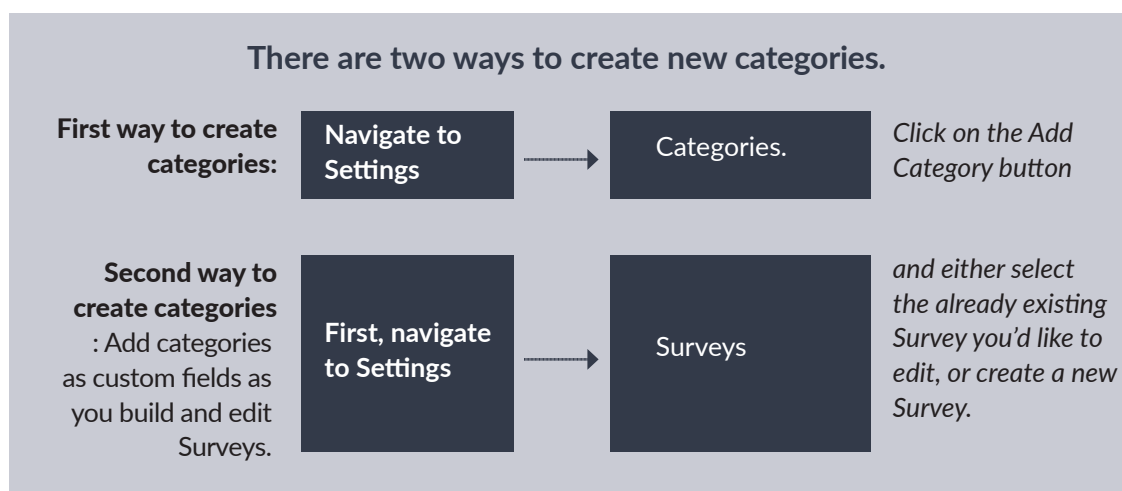 There are two ways to create new categories.
First way to create
categories:
Navigate to
Settings
Categories.
Click on the Add
Category button
Second way to
create categories
: Add categories
as custom fields as
you build and edit
Surveys.
First, navigate
to Settings
Surveys
and either select
the already existing
Survey you’d like to
edit, or create a new
Survey.